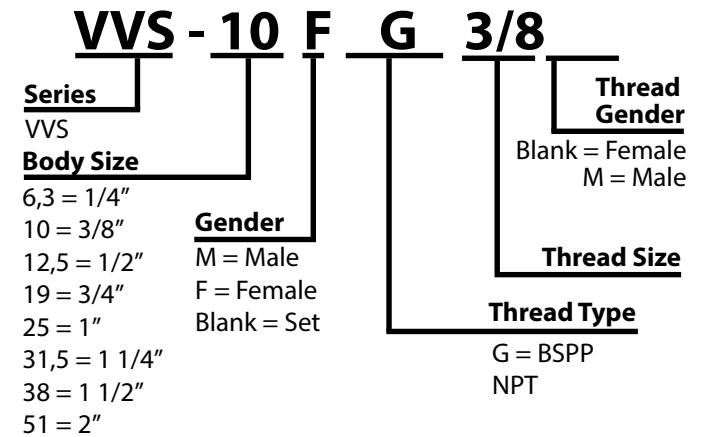 VVS - 10 F G 3/8
Series
VVS
Body Size
6,3 = 1/4”
10 = 3/8”
12,5 = 1/2”
19 = 3/4”
25 = 1”
31,5 = 1 1/4”
38 = 1 1/2”
51 = 2”
Gender
M = Male
F = Female
Blank = Set
Thread
Gender
Blank = Female
M = Male
Thread Size
Thread Type
G = BSPP
NPT